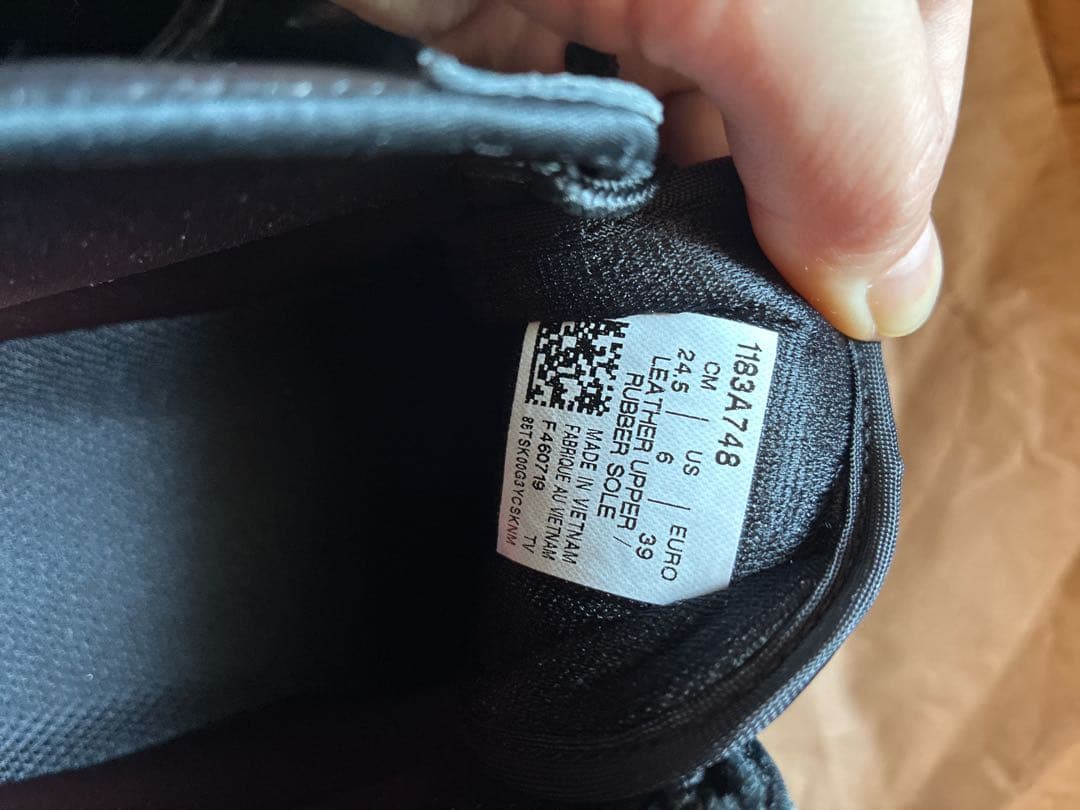 1183A748
CM | US | EURO
24.5 | 6 | 39
LEATHER UPPER /
RUBBER SOLE
MADE IN VIETNAM
FABRIQUE AU VIETNAM
F460719 TV